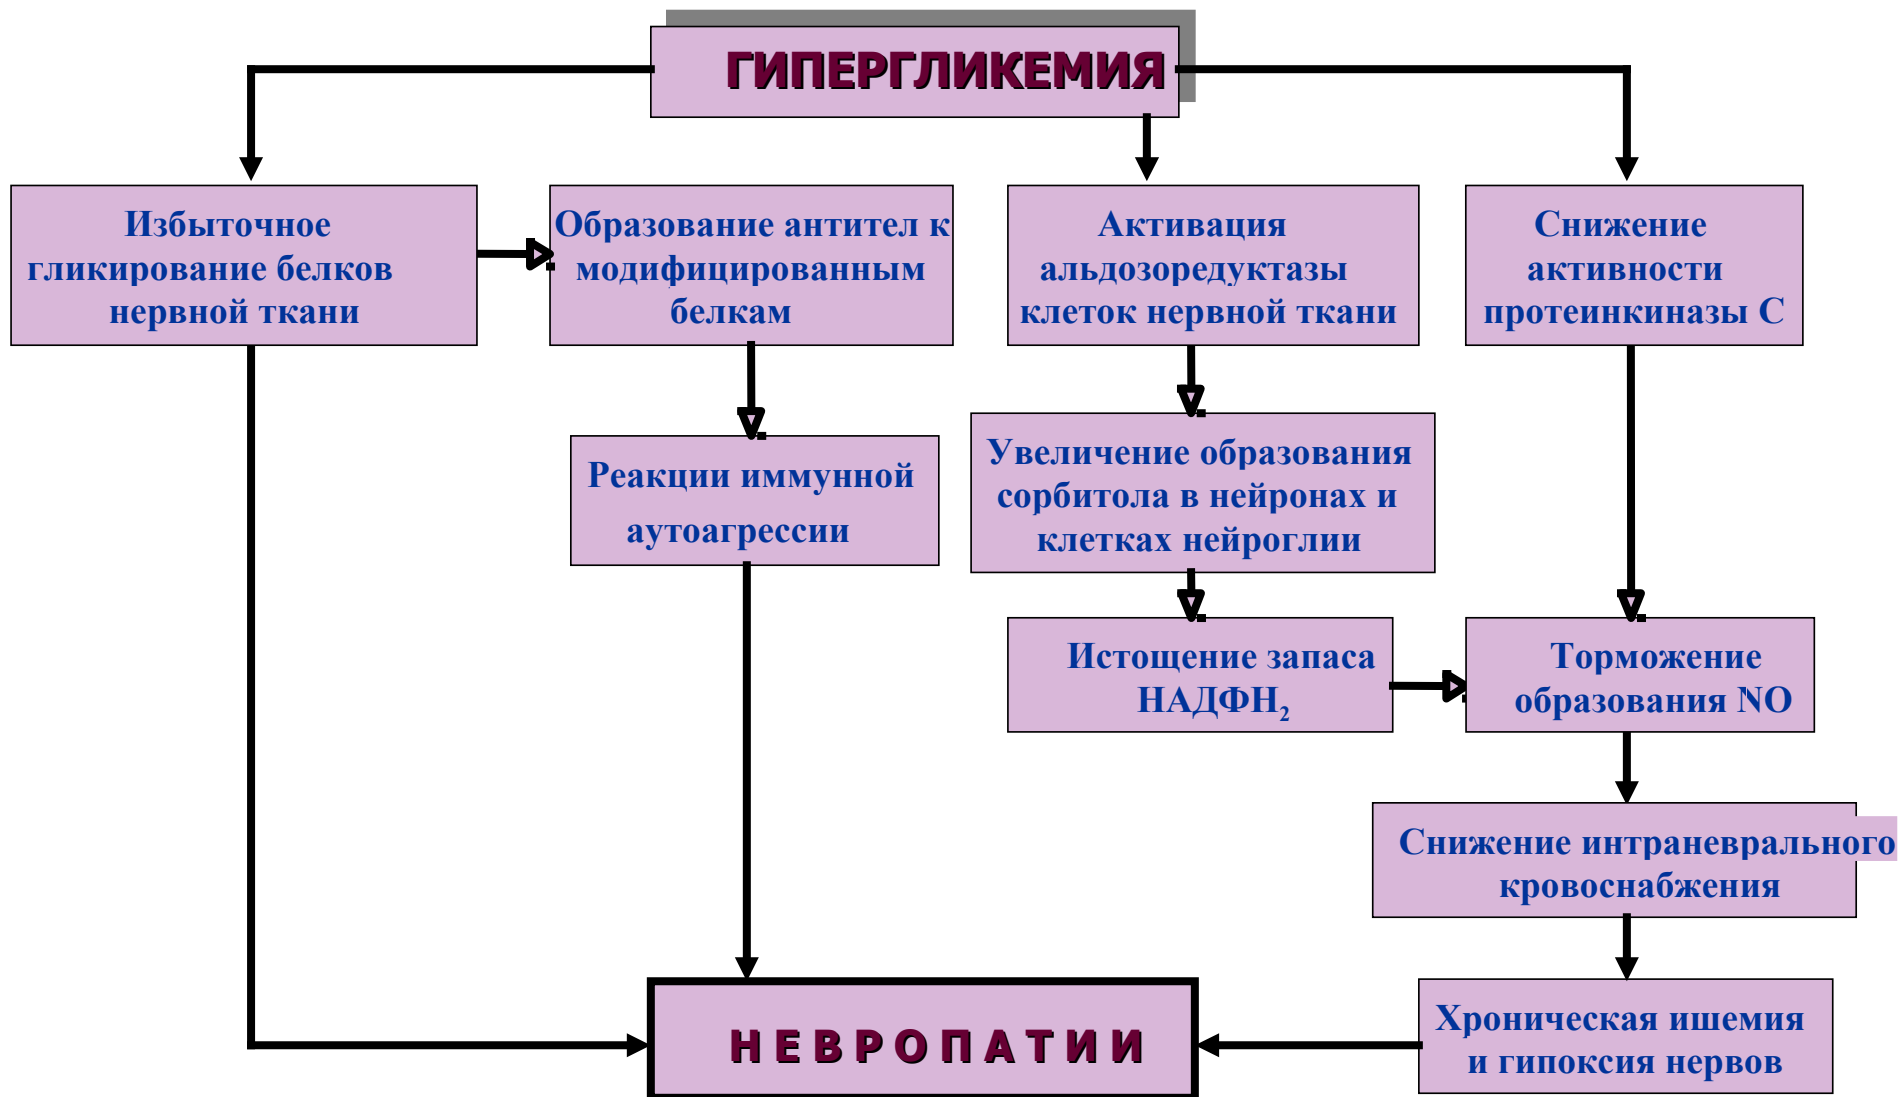 ГИПЕРГЛИКЕМИЯ
Избыточное
гликирование белков
нервной ткани
Образование антител к
модифицированным
белкам
Активация
альдозоредуктазы
клеток нервной ткани
Снижение
активности
протеинкиназы С
Реакции иммунной
аутоагрессии
Увеличение образования
сорбитола в нейронах и
клетках нейроглии
Истощение запаса
НАДФН₂
Торможение
образования NO
Снижение интраневрального
кровоснабжения
Хроническая ишемия
и гипоксия нервов
Н Е В Р О П А Т И И